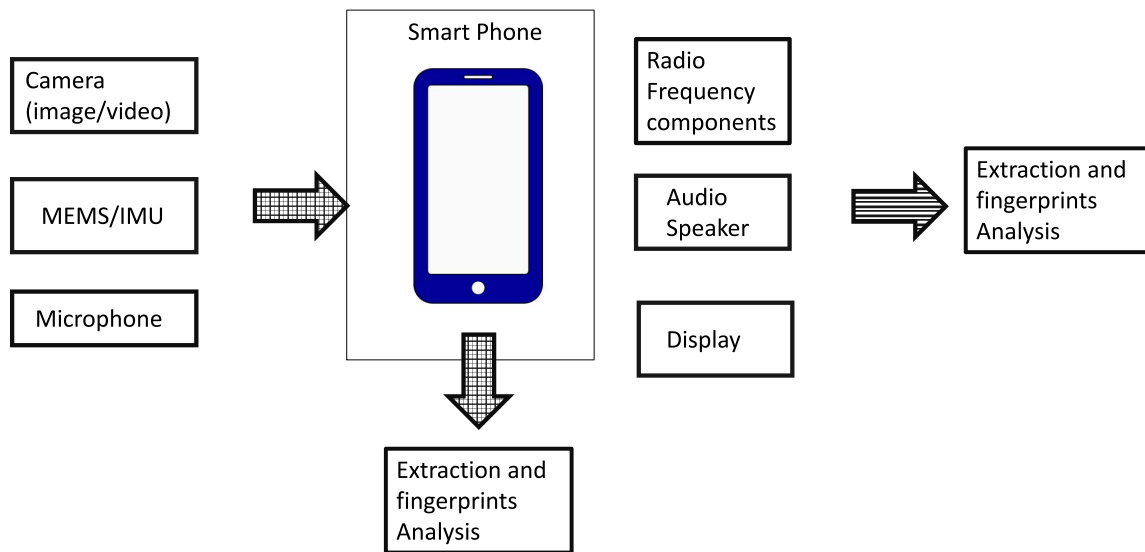 Camera
(image/video)
MEMS/IMU
Microphone
Smart Phone
Radio
Frequency
components
Audio
Speaker
Display
Extraction and
fingerprints
Analysis
Extraction and
fingerprints
Analysis